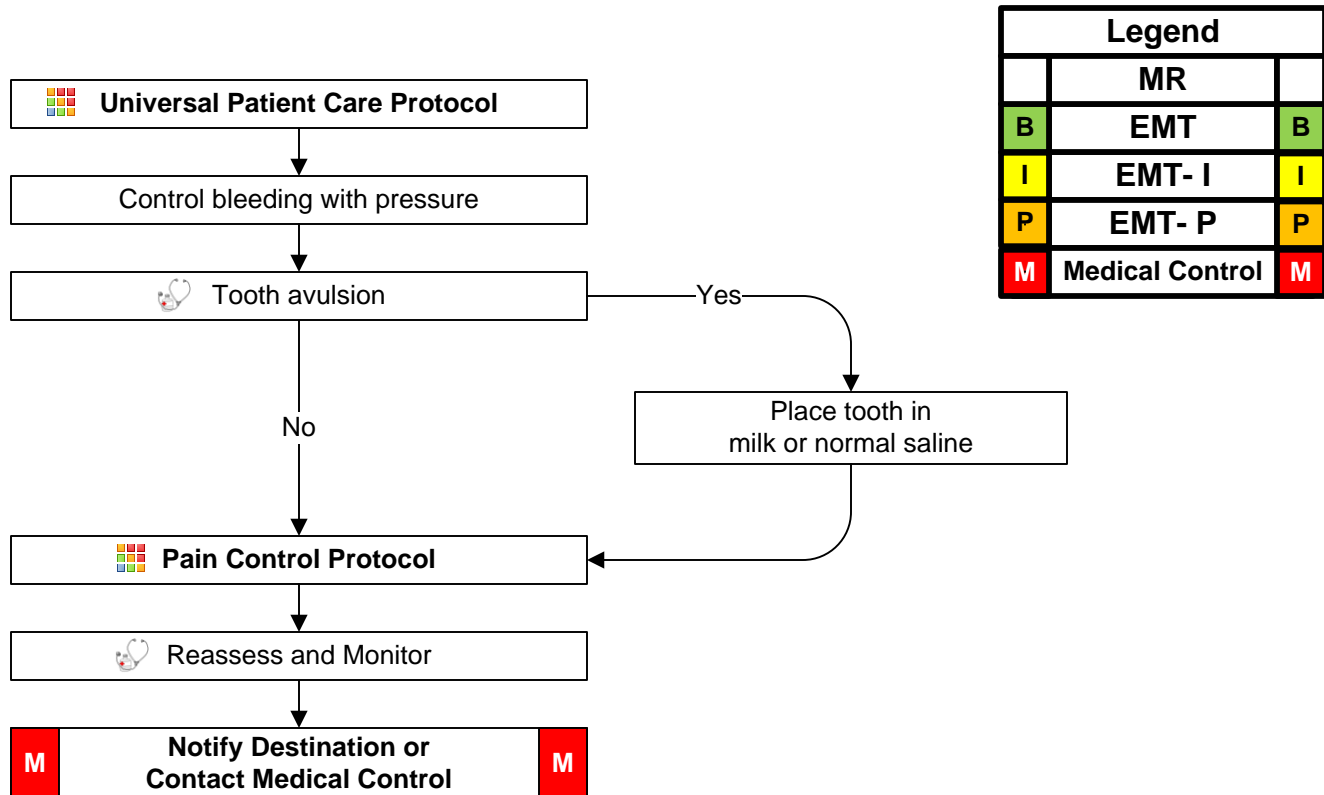 Legend
MR
B EMT B
I EMT- I I
P EMT- P P
M Medical Control M
Universal Patient Care Protocol
Control bleeding with pressure
Tooth avulsion
Yes
Place tooth in
milk or normal saline
No
Pain Control Protocol
Reassess and Monitor
M Notify Destination or M
Contact Medical Control